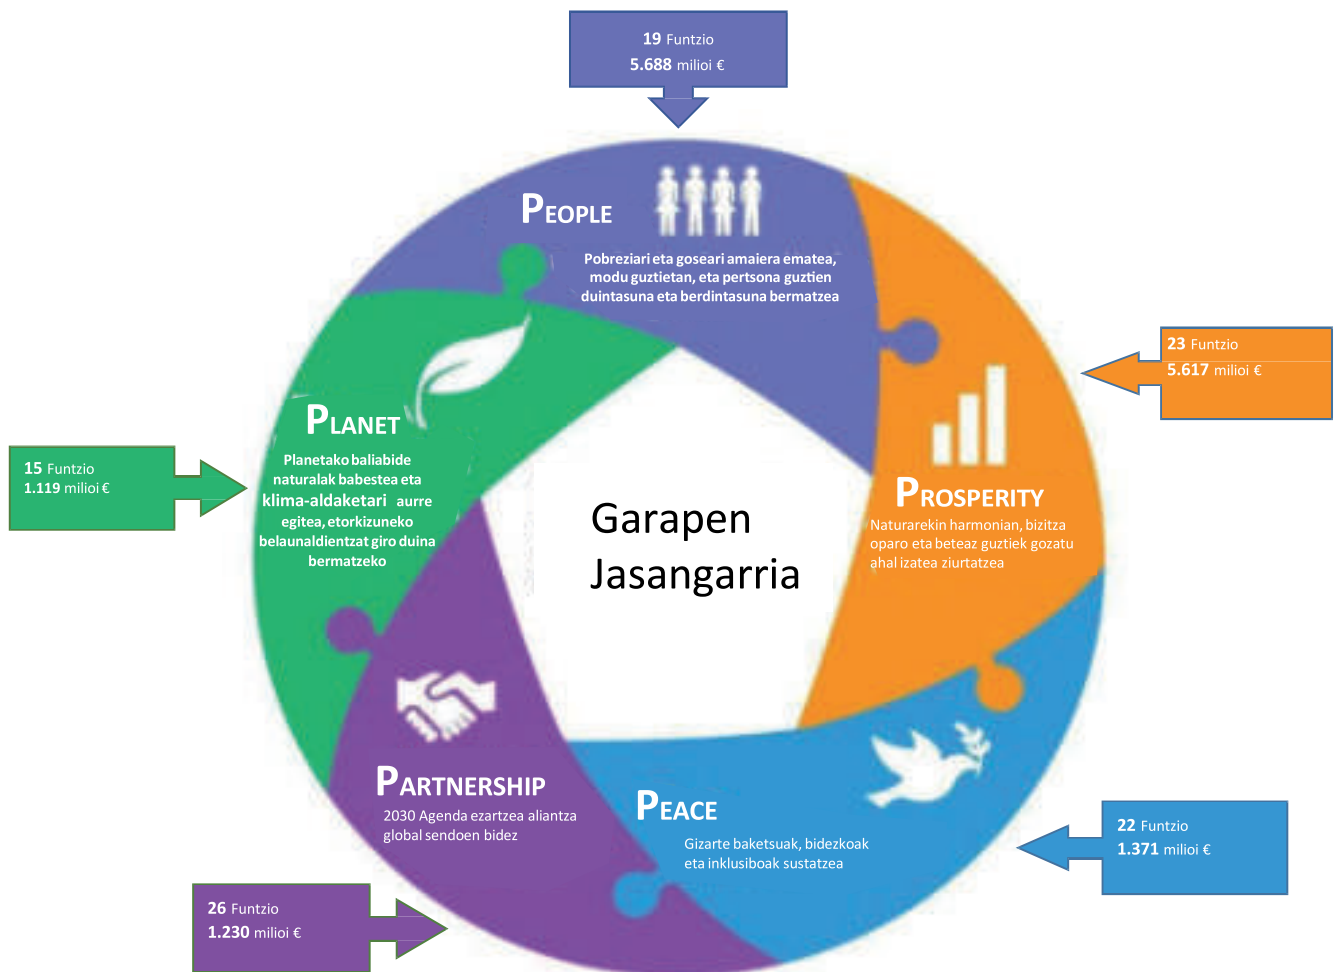 19 Funtzio
5.688 milioi €
PEOPLE
Pobreziari eta goseari amaiera ematea,
modu guztietan, eta pertsona guztien
duintasuna eta berdintasuna bermatzea
23 Funtzio
5.617 milioi €
PROSPERITY
Naturarekin harmonian, bizitza
oparo eta beteaz guztiek gozatu
ahal izatea ziurtatzea
PLANET
Planetako baliabide
naturalak babestea eta
klima-aldaketari aurre
egitea, etorkizuneko
belaunaldientzat giro duina
bermatzeko
15 Funtzio
1.119 milioi €
Garapen
Jasangarria
PARTNERSHIP
2030 Agenda ezartzea aliantza
global sendoen bidez
PEACE
Gizarte baketsuak, bidezkoak
eta inklusiboak sustatzea
22 Funtzio
1.371 milioi €
26 Funtzio
1.230 milioi €